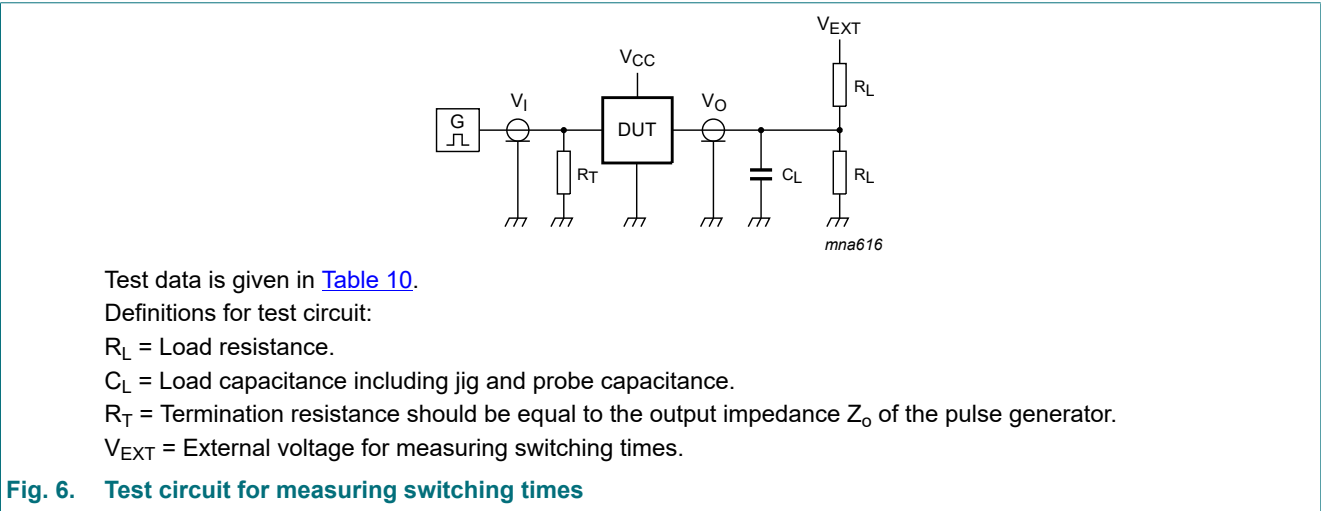 VEXT
VCC
RL
VI
VO
G
DUT
RT
CL
RL
mna616
Test data is given in Table 10.
Definitions for test circuit:
RL = Load resistance.
CL = Load capacitance including jig and probe capacitance.
RT = Termination resistance should be equal to the output impedance Zo of the pulse generator.
VEXT = External voltage for measuring switching times.
Fig. 6. Test circuit for measuring switching times